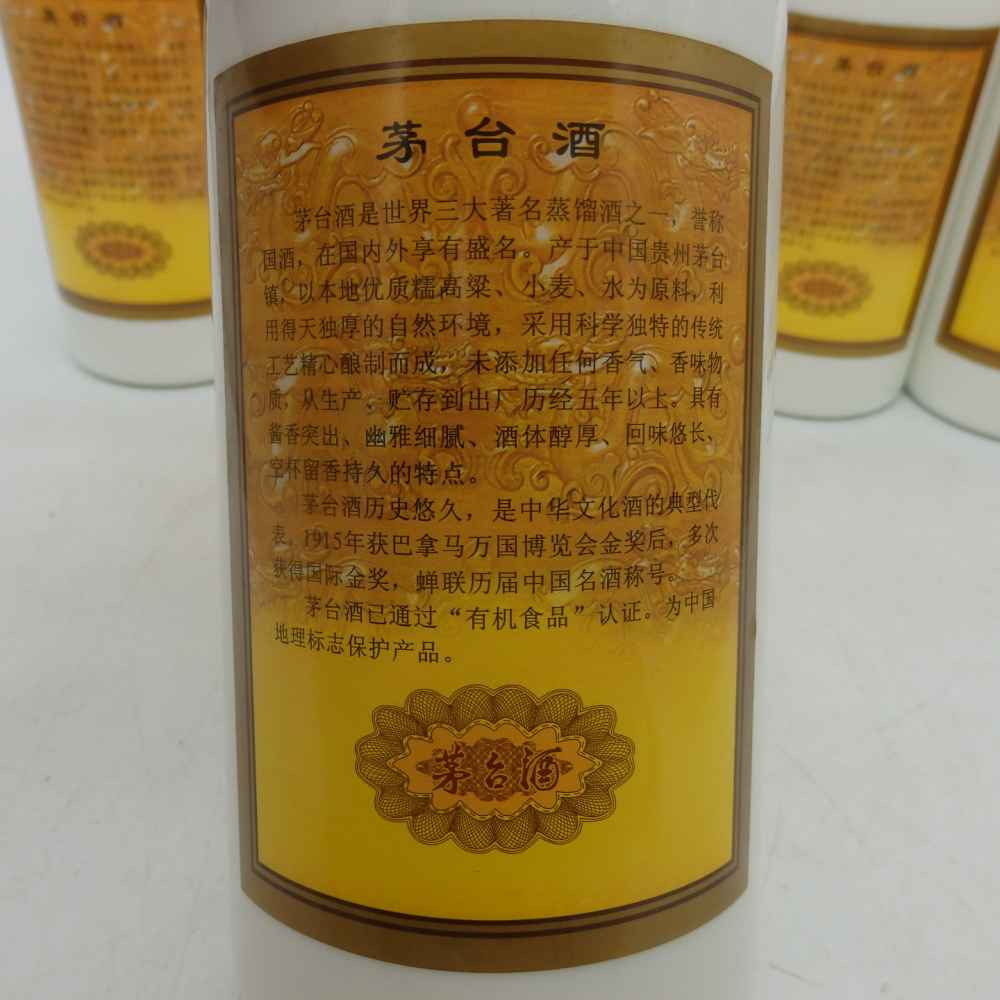 茅台酒
茅台酒是世界三大著名蒸馏酒之一，誉称
国酒，在国内外享有盛名。产于中国贵州茅台
镇，以本地优质糯高粱、小麦、水为原料，利
用得天独厚的自然环境，采用科学独特的传统
工艺精心酿制而成，未添加任何香气、香味物
质，从生产、贮存到出厂历经五年以上。具有
酱香突出、幽雅细腻、酒体醇厚、回味悠长、
空杯留香持久的特点。
茅台酒历史悠久，是中华文化酒的典型代
表，1915年获巴拿马万国博览会金奖后，多次
获得国际金奖，蝉联历届中国名酒称号。
茅台酒已通过“有机食品”认证。为中国
地理标志保护产品。
茅台酒
茅台酒
茅台酒